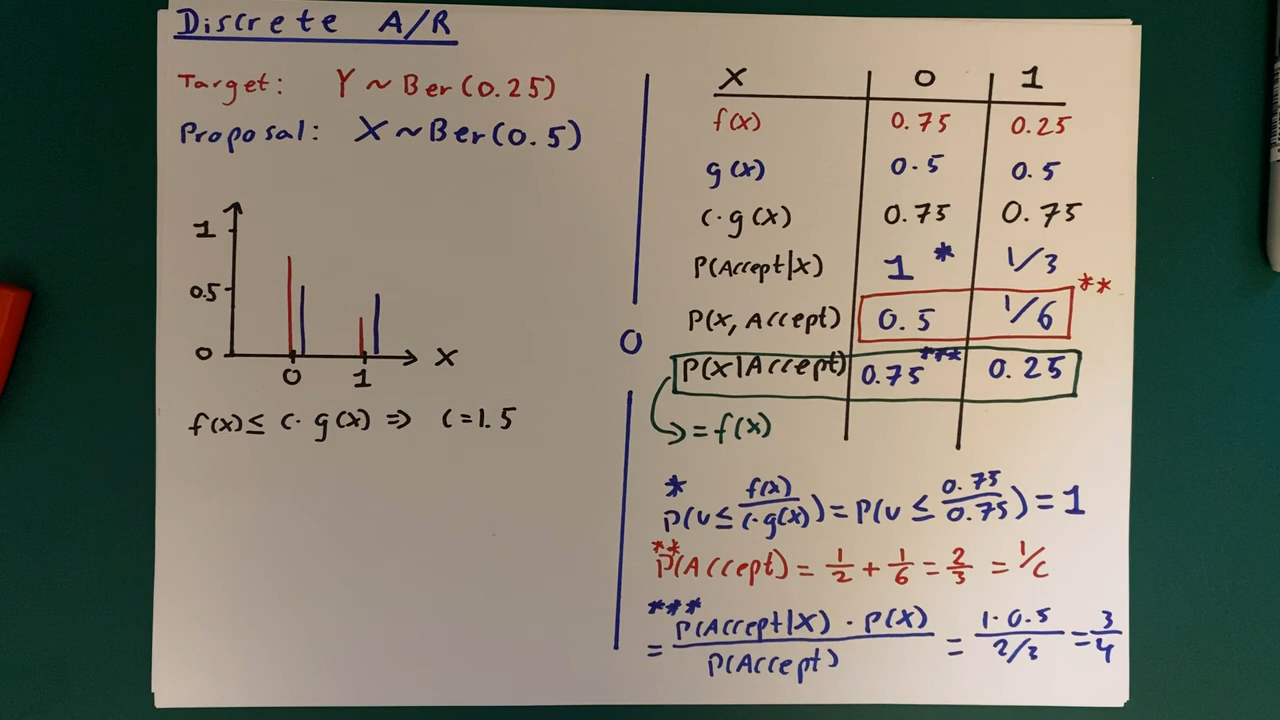 Discrete A/R
Target: Y ~ Ber(0.25)
Proposal: X ~ Ber(0.5)
1
0.5
0
0 1 X
f(x) ≤ c·g(x) ⇒ c=1.5
X 0 1
f(x) 0.75 0.25
g(x) 0.5 0.5
c·g(x) 0.75 0.75
P(Accept|X) 1 * 1/3
P(X, Accept) 0.5 1/6 **
P(X|Accept) 0.75 *** 0.25
= f(x)
* P(U ≤ f(x)/c·g(x)) = P(U ≤ 0.75/0.75) = 1
** P(Accept) = 1/2 + 1/6 = 2/3 = 1/c
*** = P(Accept|X) · P(X) / P(Accept) = 1·0.5 / 2/3 = 3/4
0